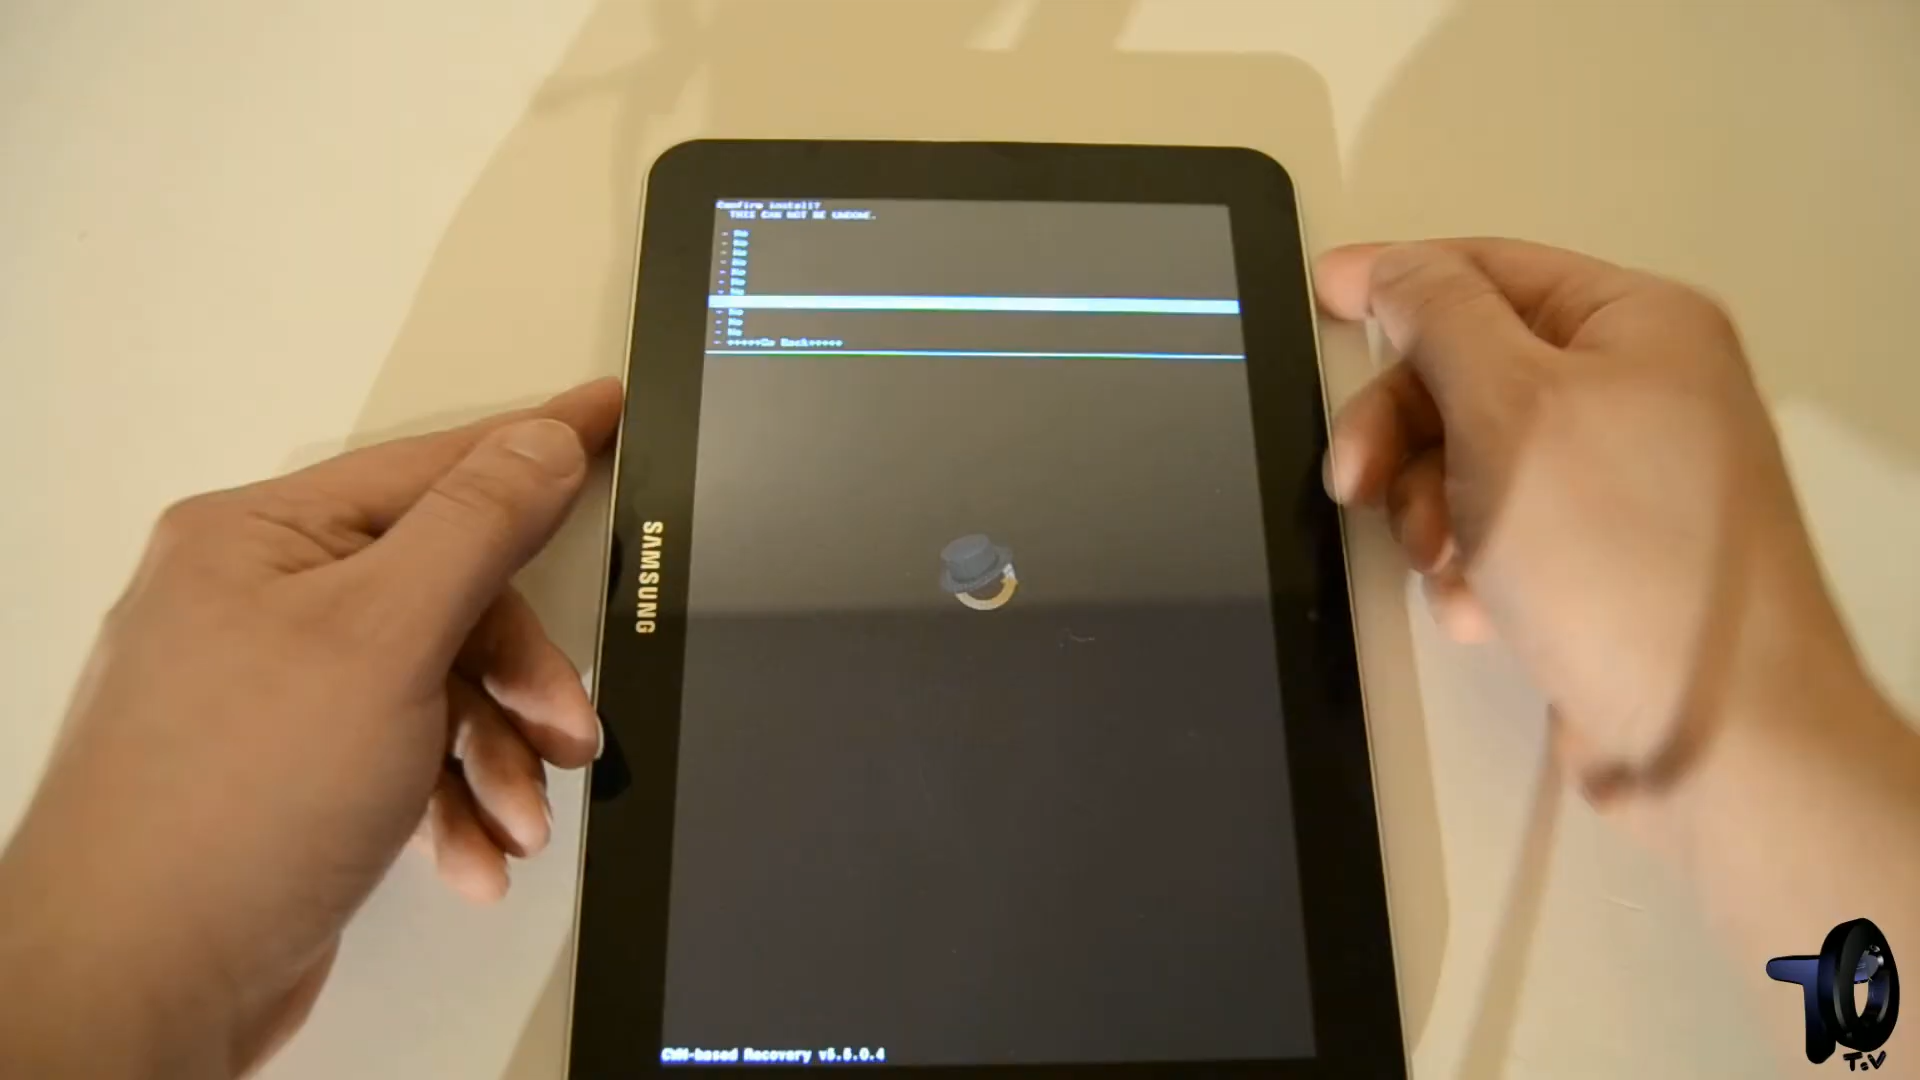 Confirm install?
THIS CAN NOT BE UNDONE.
- No
- No
- No
- No
- No
- No
- No
- No
- No
- No
- +++++Go Back+++++
SAMSUNG
CWM-based Recovery v5.5.0.4
T.V